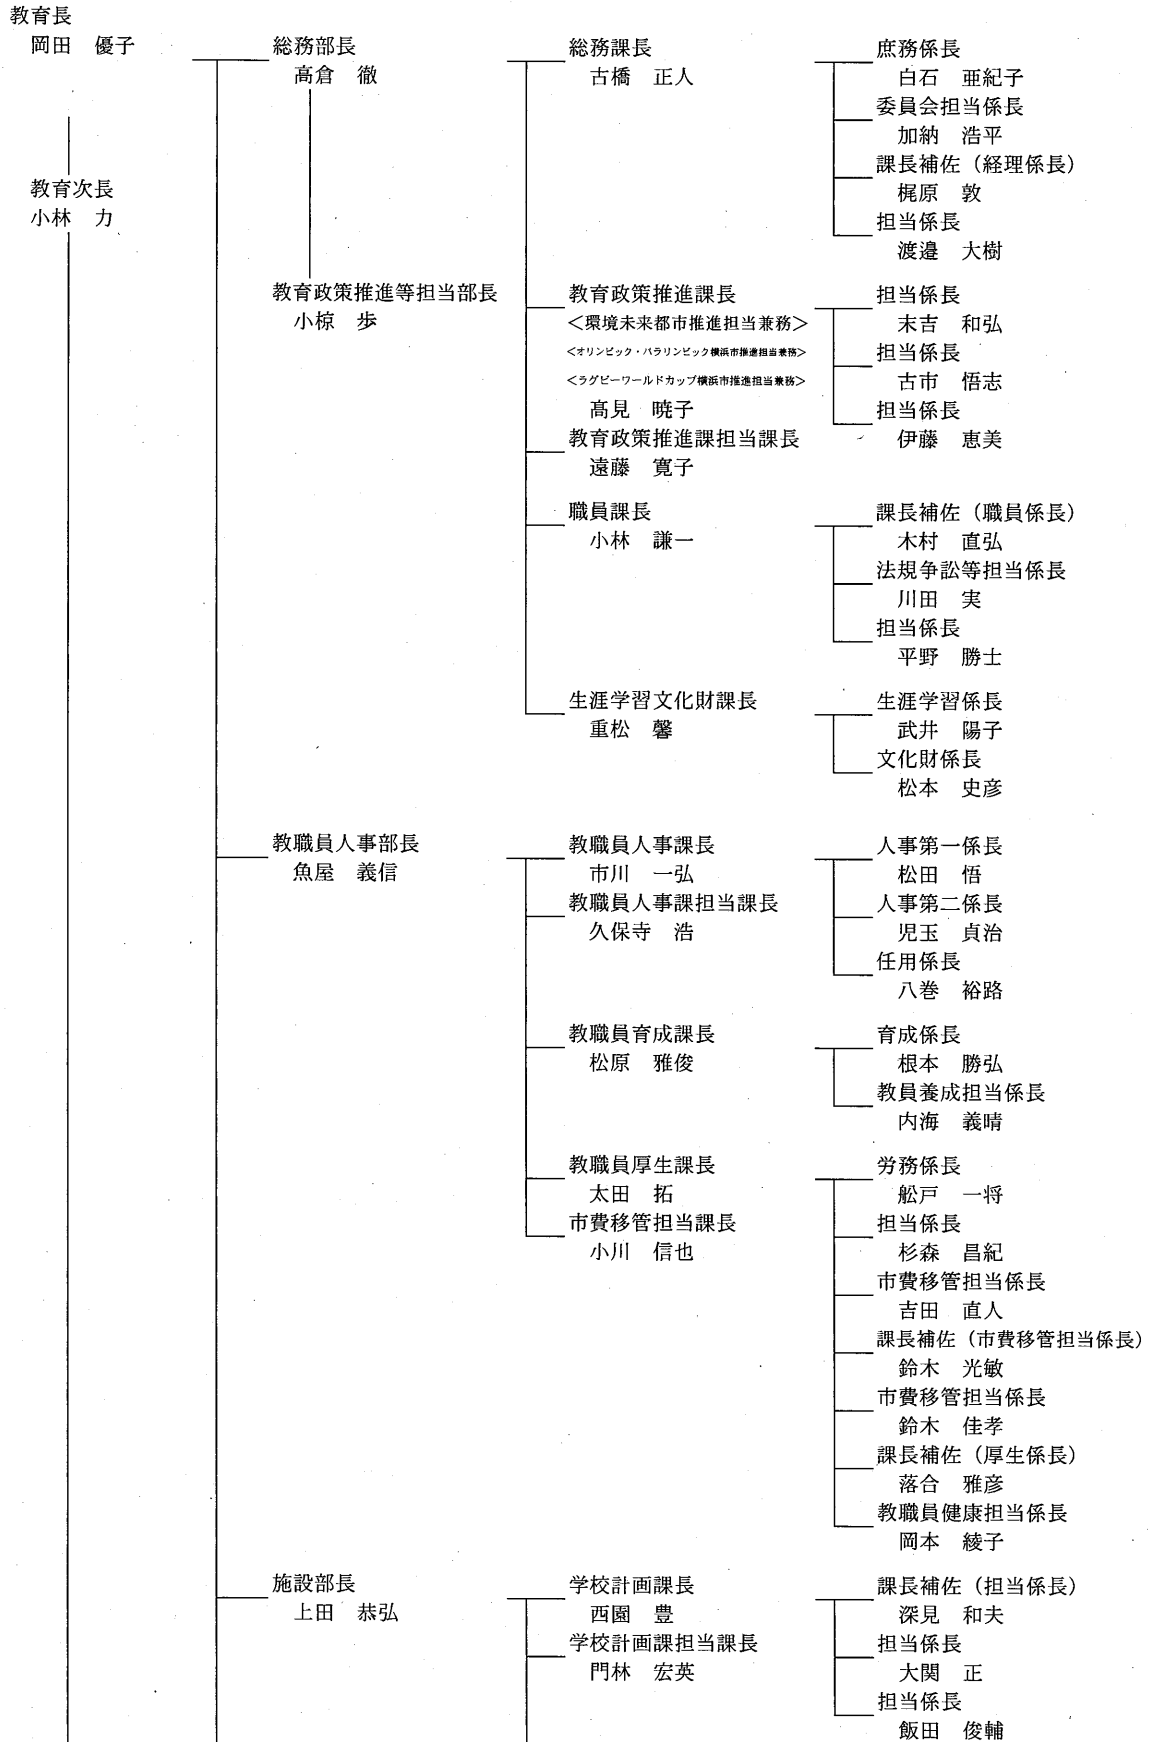 教育長
岡田　優子
教育次長
小林　力
総務部長
高倉　徹
教育政策推進等担当部長
小椋　歩
総務課長
古橋　正人
庶務係長
白石　亜紀子
委員会担当係長
加納　浩平
課長補佐（経理係長）
梶原　敦
担当係長
渡邉　大樹
教育政策推進課長
＜環境未来都市推進担当兼務＞
＜オリンピック・パラリンピック横浜市推進担当兼務＞
＜ラグビーワールドカップ横浜市推進担当兼務＞
髙見　暁子
担当係長
末吉　和弘
担当係長
古市　悟志
担当係長
伊藤　恵美
教育政策推進課担当課長
遠藤　寛子
職員課長
小林　謙一
課長補佐（職員係長）
木村　直弘
法規争訟等担当係長
川田　実
担当係長
平野　勝士
生涯学習文化財課長
重松　馨
生涯学習係長
武井　陽子
文化財係長
松本　史彦
教職員人事部長
魚屋　義信
教職員人事課長
市川　一弘
教職員人事課担当課長
久保寺　浩
人事第一係長
松田　悟
人事第二係長
児玉　貞治
任用係長
八巻　裕路
教職員育成課長
松原　雅俊
育成係長
根本　勝弘
教員養成担当係長
内海　義晴
教職員厚生課長
太田　拓
市費移管担当課長
小川　信也
労務係長
舩戸　一将
担当係長
杉森　昌紀
市費移管担当係長
吉田　直人
課長補佐（市費移管担当係長）
鈴木　光敏
市費移管担当係長
鈴木　佳孝
課長補佐（厚生係長）
落合　雅彦
教職員健康担当係長
岡本　綾子
施設部長
上田　恭弘
学校計画課長
西園　豊
学校計画課担当課長
門林　宏英
課長補佐（担当係長）
深見　和夫
担当係長
大関　正
担当係長
飯田　俊輔